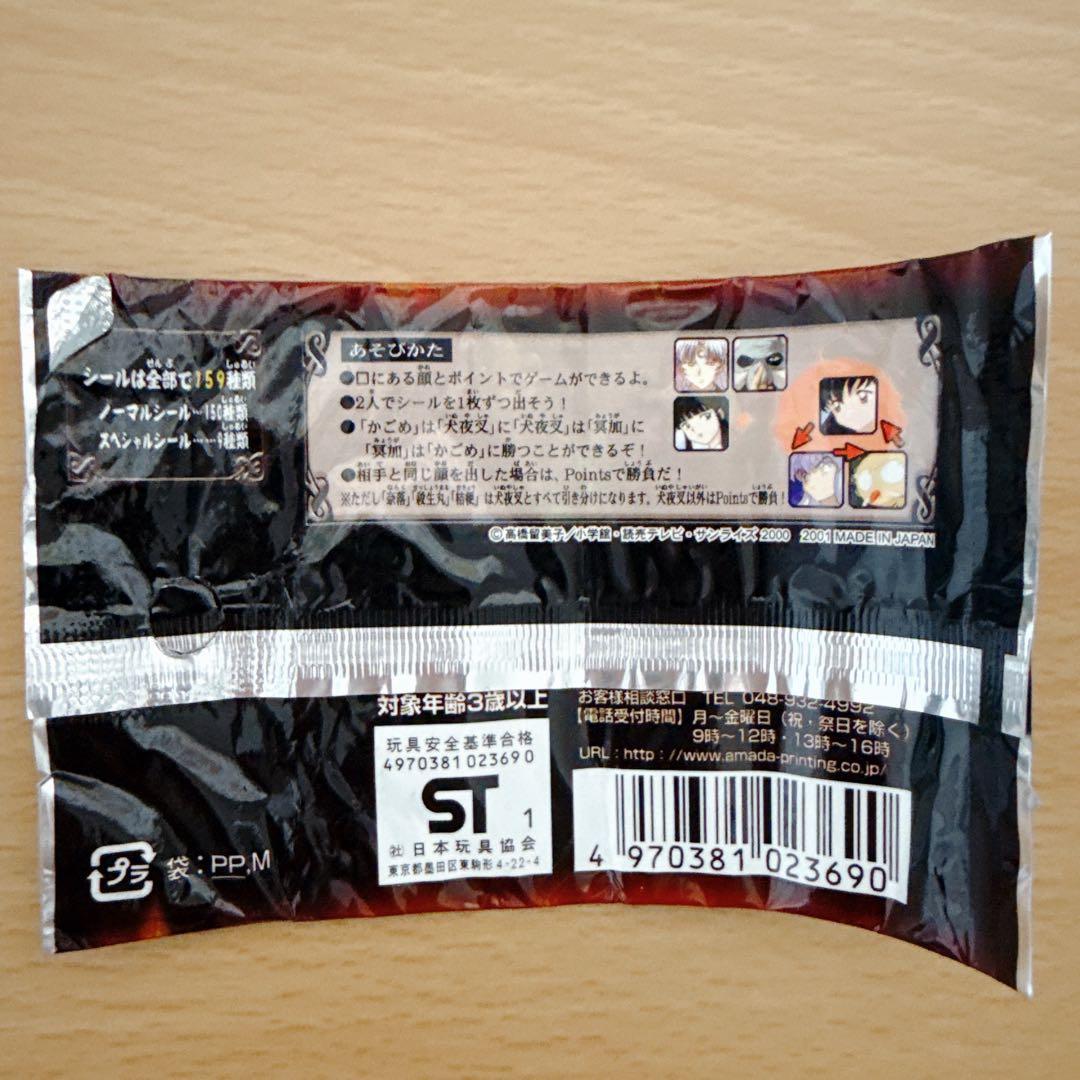 シールは全部で159種類
ノーマルシール…150種類
スペシャルシール……9種類
あそびかた
●口にある顔とポイントでゲームができるよ。
●2人でシールを1枚ずつ出そう!
●「かごめ」は「犬夜叉」に「犬夜叉」は「冥加」に
「冥加」は「かごめ」に勝つことができるぞ!
●相手と同じ顔を出した場合は、Pointsで勝負だ!
※ただし「奈落」「殺生丸」「桔梗」は犬夜叉とすべて引き分けになります。犬夜叉以外はPointsで勝負!
©高橋留美子/小学館・読売テレビ・サンライズ 2000 2001 MADE IN JAPAN
対象年齢3歳以上
玩具安全基準合格
4970381023690
ST 1
㈳日本玩具協会
東京都墨田区東駒形4-22-4
お客様相談窓口 TEL 048-932-4992
【電話受付時間】月~金曜日(祝・祭日を除く)
9時~12時・13時~16時
URL:http://www.amada-printing.co.jp/
4 970381 023690
プラ 袋:PP,M